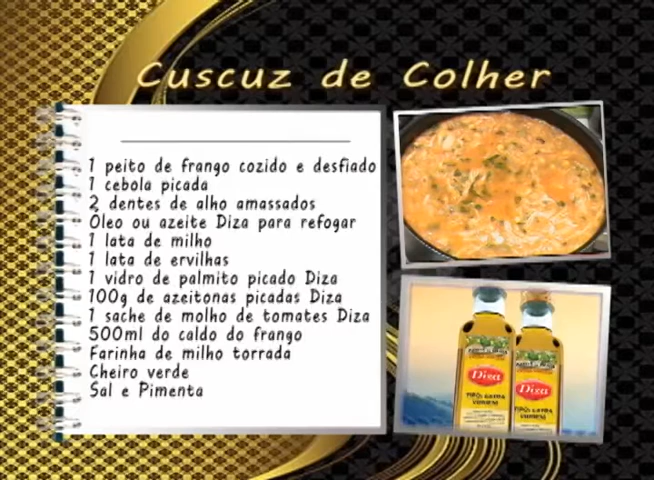 Cuscuz de Colher
1 peito de frango cozido e desfiado
1 cebola picada
2 dentes de alho amassados
Óleo ou azeite Diza para refogar
1 lata de milho
1 lata de ervilhas
1 vidro de palmito picado Diza
100g de azeitonas picadas Diza
1 sache de molho de tomates Diza
500ml do caldo do frango
Farinha de milho torrada
Cheiro verde
Sal e Pimenta
Diza
Diza